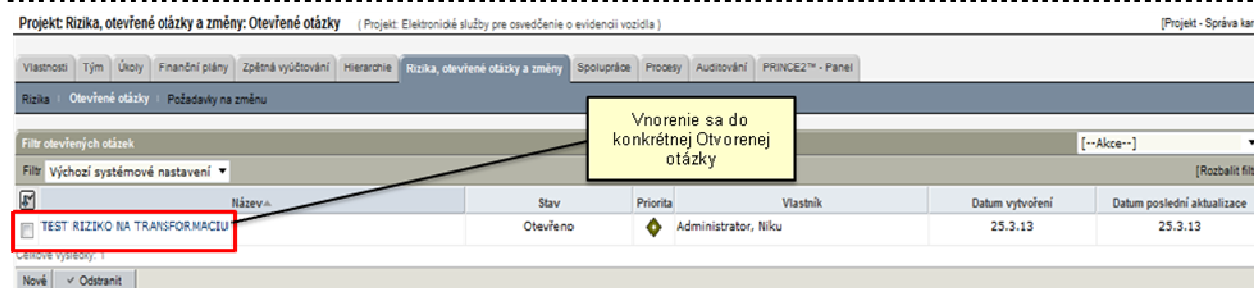 Projekt: Rizika, otevřené otázky a změny: Otevřené otázky ( Projekt: Elektronické služby pre osvedčenie o evidencii vozidla ) [Projekt - Správa kar
Vlastnosti Tým Úkoly Finanční plány Zpětná vyúčtování Hierarchie Rizika, otevřené otázky a změny Spolupráce Procesy Auditování PRINCE2™ - Panel
Rizika Otevřené otázky Požadavky na změnu
Vnorenie sa do
konkrétnej Otvorenej
otázky
Filtr otevřených otázek [--Akce--]
Filtr Výchozí systémové nastavení [Rozbalit filt
Název Stav Priorita Vlastník Datum vytvoření Datum poslední aktualizace
TEST RIZIKO NA TRANSFORMACIU Otevřeno Administrator, Niku 25.3.13 25.3.13
Celkové výsledky: 1
Nové Odstranit